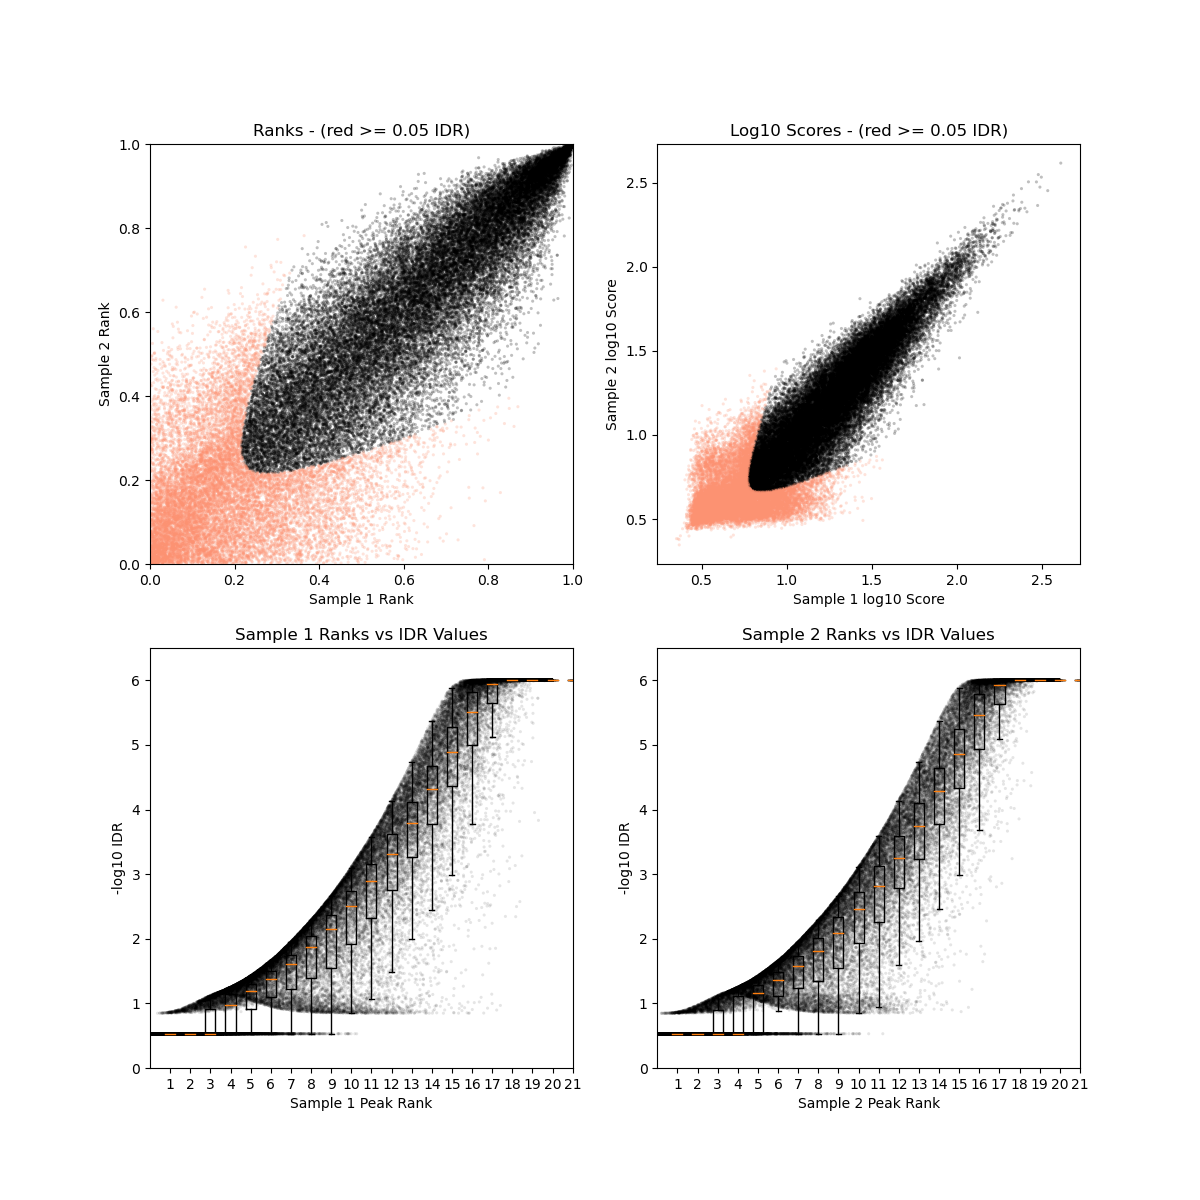 Ranks - (red >= 0.05 IDR)
1.0
0.8
0.6
0.4
0.2
0.0
Sample 2 Rank
0.0 0.2 0.4 0.6 0.8 1.0
Sample 1 Rank
Log10 Scores - (red >= 0.05 IDR)
2.5
2.0
1.5
1.0
0.5
Sample 2 log10 Score
0.5 1.0 1.5 2.0 2.5
Sample 1 log10 Score
Sample 1 Ranks vs IDR Values
6
5
4
3
2
1
0
-log10 IDR
1 2 3 4 5 6 7 8 9 10 11 12 13 14 15 16 17 18 19 20 21
Sample 1 Peak Rank
Sample 2 Ranks vs IDR Values
6
5
4
3
2
1
0
-log10 IDR
1 2 3 4 5 6 7 8 9 10 11 12 13 14 15 16 17 18 19 20 21
Sample 2 Peak Rank